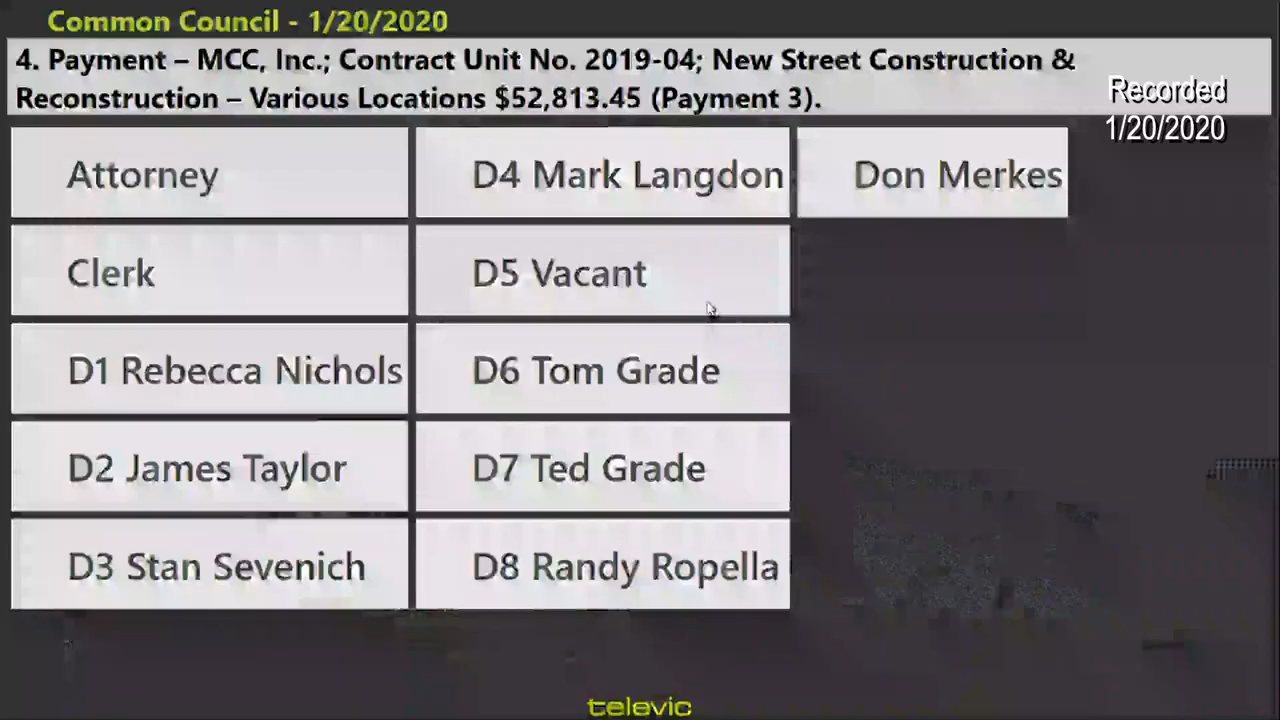 Common Council - 1/20/2020
4. Payment – MCC, Inc.; Contract Unit No. 2019-04; New Street Construction &
Reconstruction – Various Locations $52,813.45 (Payment 3).
Recorded
1/20/2020
Attorney
D4 Mark Langdon
Don Merkes
Clerk
D5 Vacant
D1 Rebecca Nichols
D6 Tom Grade
D2 James Taylor
D7 Ted Grade
D3 Stan Sevenich
D8 Randy Ropella
televic